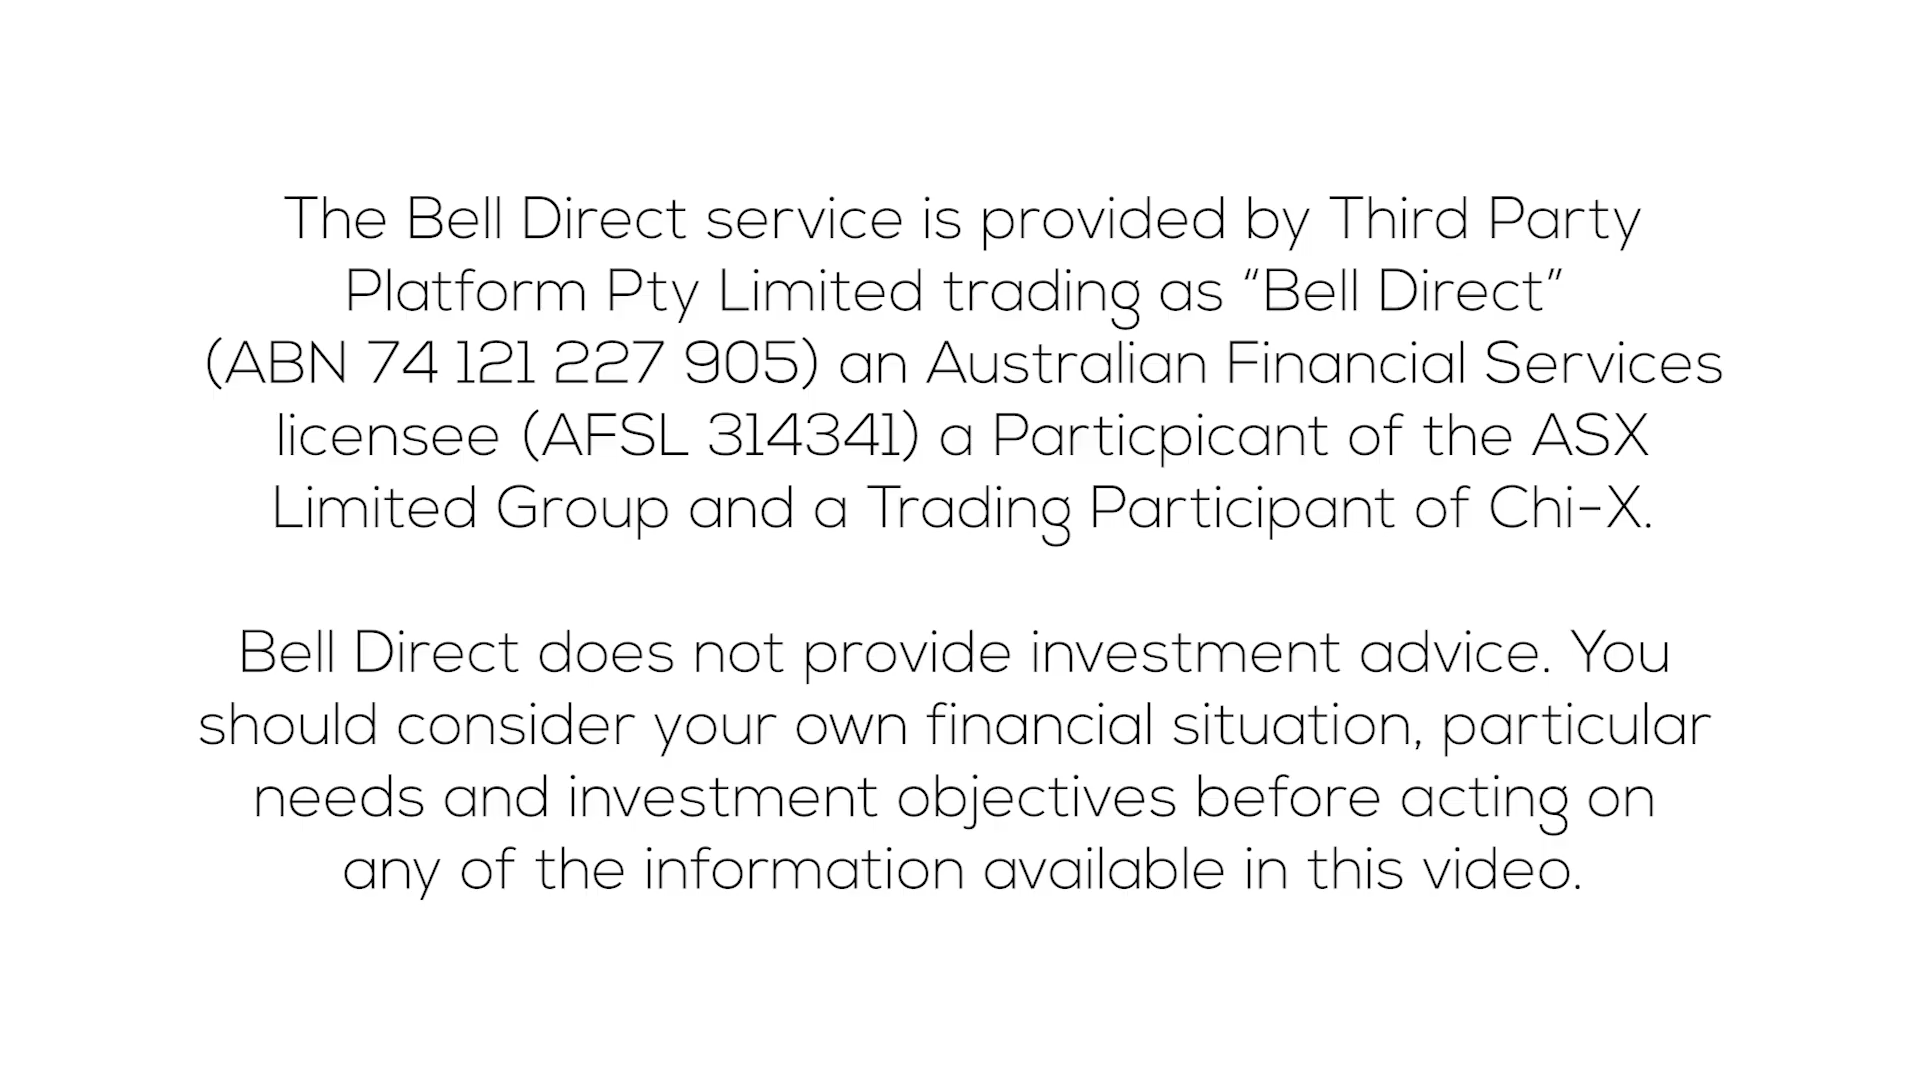 The Bell Direct service is provided by Third Party
Platform Pty Limited trading as “Bell Direct”
(ABN 74 121 227 905) an Australian Financial Services
licensee (AFSL 314341) a Particpicant of the ASX
Limited Group and a Trading Participant of Chi-X.
Bell Direct does not provide investment advice. You
should consider your own financial situation, particular
needs and investment objectives before acting on
any of the information available in this video.